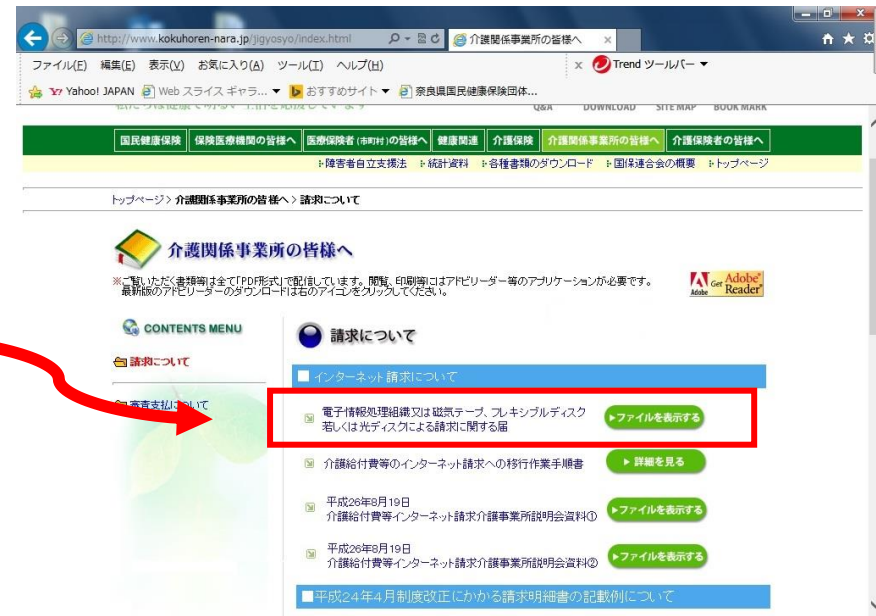 http://www.kokuhoren-nara.jp/jigyosyo/index.html
介護関係事業所の皆様へ
ファイル(F) 編集(E) 表示(V) お気に入り(A) ツール(T) ヘルプ(H)
x Trend ツールバー ▼
Yahoo! JAPAN Web スライス ギャラ... ▼ おすすめサイト ▼ 奈良県国民健康保険団体...
Q&A DOWNLOAD SITE MAP BOOK MARK
国民健康保険 保険医療機関の皆様へ 医療保険者(市町村)の皆様へ 健康関連 介護保険 介護関係事業所の皆様へ 介護保険者の皆様へ
障害者自立支援法 統計資料 各種書類のダウンロード 国保連合会の概要 トップページ
トップページ> 介護関係事業所の皆様へ > 請求について
介護関係事業所の皆様へ
※ご覧いただく書類等は全て「PDF形式」で配信しています。閲覧、印刷等にはアドビリーダー等のアプリケーションが必要です。
最新版のアドビリーダーのダウンロードは右のアイコンをクリックしてください。
Adobe Get Adobe® Reader®
CONTENTS MENU
請求について
審査支払について
請求について
■ インターネット請求について
電子情報処理組織又は磁気テープ、フレキシブルディスク
若しくは光ディスクによる請求に関する届
▶ファイルを表示する
介護給付費等のインターネット請求への移行作業手順書
▶ 詳細を見る
平成26年8月19日
介護給付費等インターネット請求介護事業所説明会資料①
▶ファイルを表示する
平成26年8月19日
介護給付費等インターネット請求介護事業所説明会資料②
▶ファイルを表示する
■平成24年4月制度改正にかかる請求明細書の記載例について